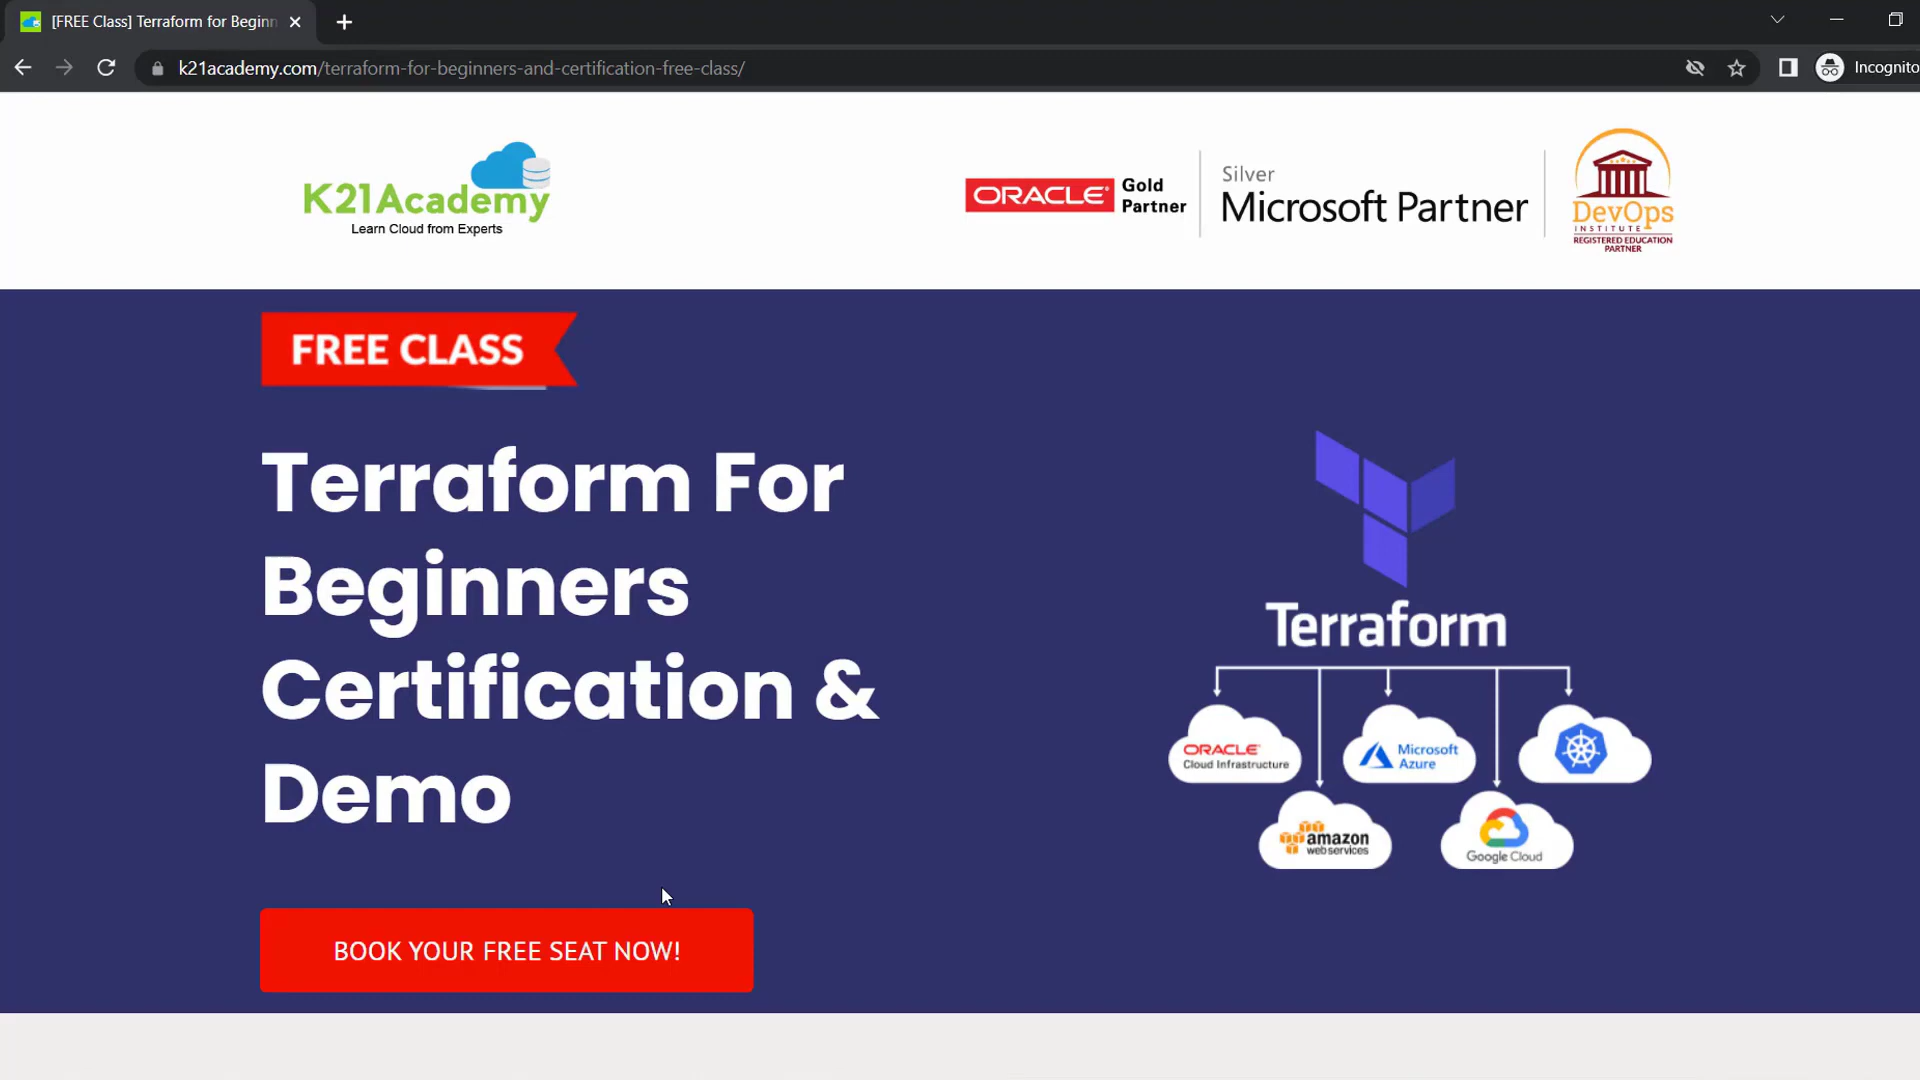 [FREE Class] Terraform for Beginn
k21academy.com/terraform-for-beginners-and-certification-free-class/
Incognito
K21Academy
Learn Cloud from Experts
ORACLE® Gold Partner
Silver
Microsoft Partner
DevOps
INSTITUTE
REGISTERED EDUCATION
PARTNER
FREE CLASS
Terraform For
Beginners
Certification &
Demo
BOOK YOUR FREE SEAT NOW!
Terraform
ORACLE
Cloud Infrastructure
Microsoft
Azure
amazon
webservices
Google Cloud